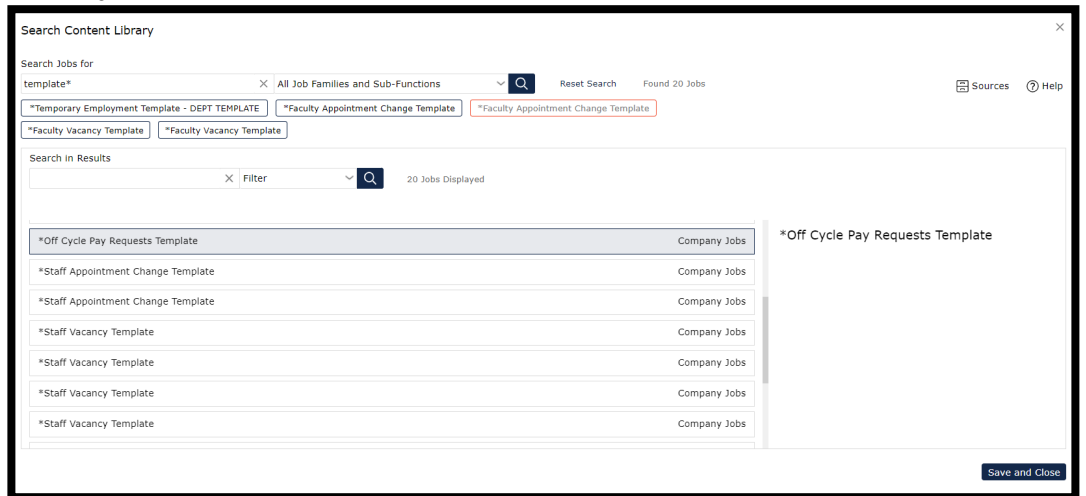 Search Content Library
Search Jobs for
template*
All Job Families and Sub-Functions
Reset Search
Found 20 Jobs
Sources
Help
*Temporary Employment Template - DEPT TEMPLATE
*Faculty Appointment Change Template
*Faculty Appointment Change Template
*Faculty Vacancy Template
*Faculty Vacancy Template
Search in Results
Filter
20 Jobs Displayed
*Off Cycle Pay Requests Template Company Jobs
*Staff Appointment Change Template Company Jobs
*Staff Appointment Change Template Company Jobs
*Staff Vacancy Template Company Jobs
*Staff Vacancy Template Company Jobs
*Staff Vacancy Template Company Jobs
*Staff Vacancy Template Company Jobs
*Off Cycle Pay Requests Template
Save and Close